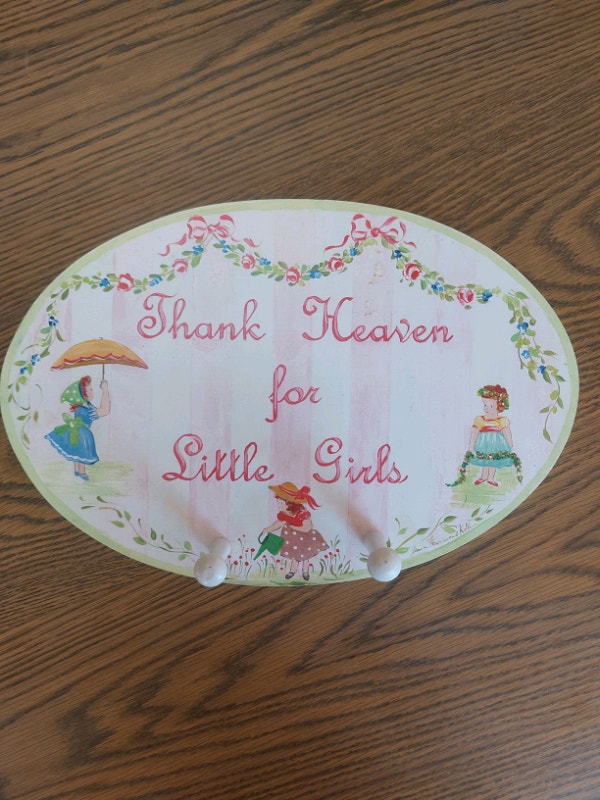 Thank Heaven
for
Little Girls